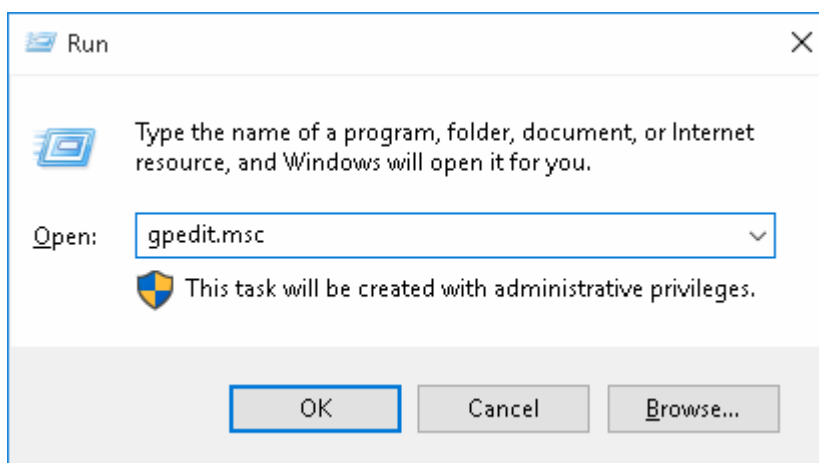 Run
Type the name of a program, folder, document, or Internet
resource, and Windows will open it for you.
Open: gpedit.msc
This task will be created with administrative privileges.
OK Cancel Browse...